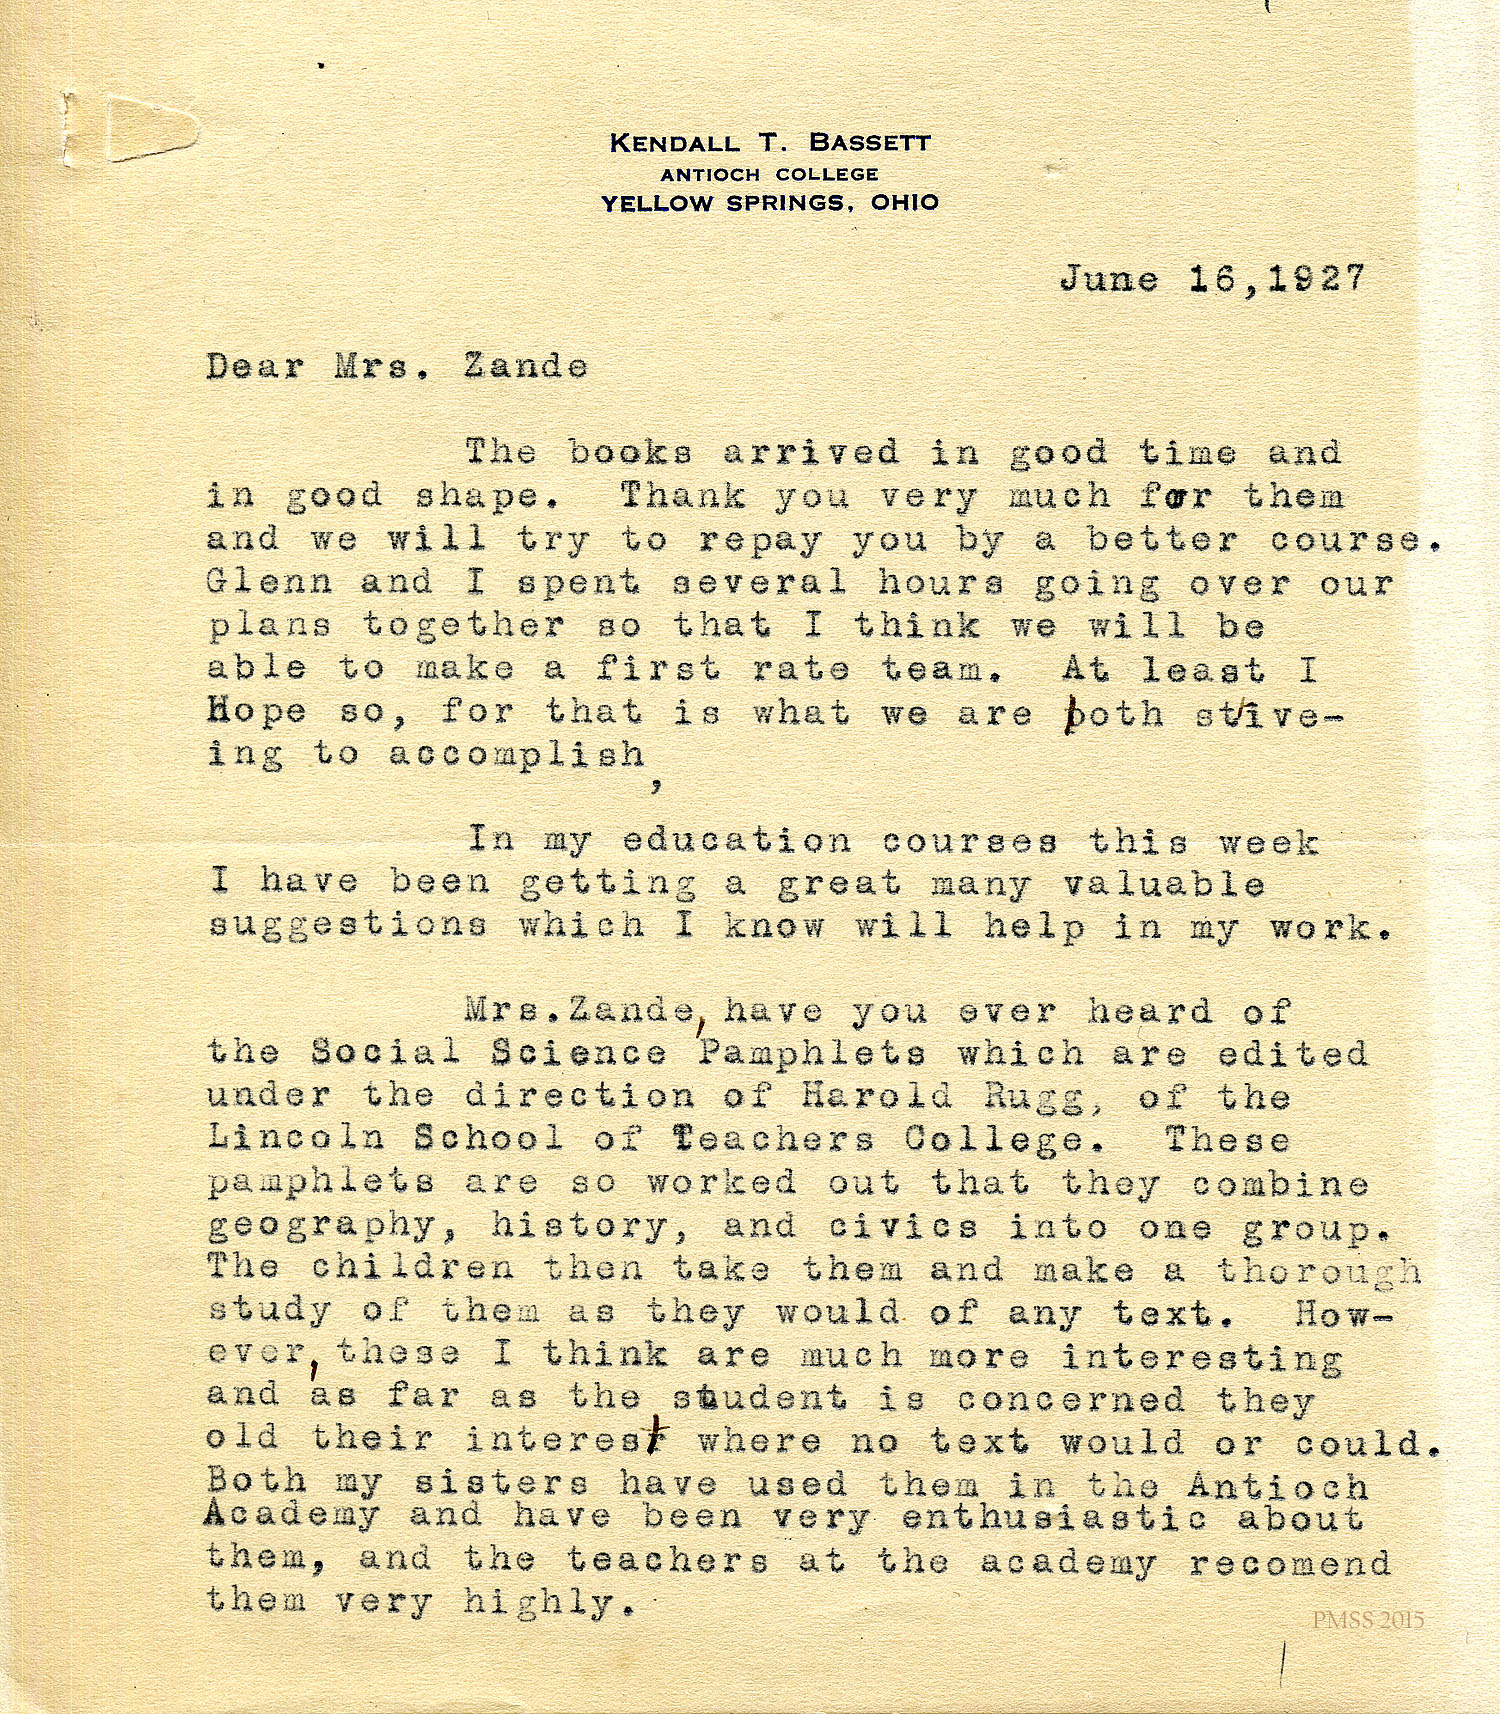 KENDALL T. BASSETT
ANTIOCH COLLEGE
YELLOW SPRINGS, OHIO
June 16,1927
Dear Mrs. Zande
The books arrived in good time and
in good shape. Thank you very much for them
and we will try to repay you by a better course.
Glenn and I spent several hours going over our
plans together so that I think we will be
able to make a first rate team. At least I
Hope so, for that is what we are both strive-
ing to accomplish,
In my education courses this week
I have been getting a great many valuable
suggestions which I know will help in my work.
Mrs.Zande, have you ever heard of
the Social Science Pamphlets which are edited
under the direction of Harold Rugg, of the
Lincoln School of Teachers College. These
pamphlets are so worked out that they combine
geography, history, and civics into one group.
The children then take them and make a thorough
study of them as they would of any text. How-
ever, these I think are much more interesting
and as far as the student is concerned they
old their interest where no text would or could.
Both my sisters have used them in the Antioch
Academy and have been very enthusiastic about
them, and the teachers at the academy recomend
them very highly.
PMSS 2015